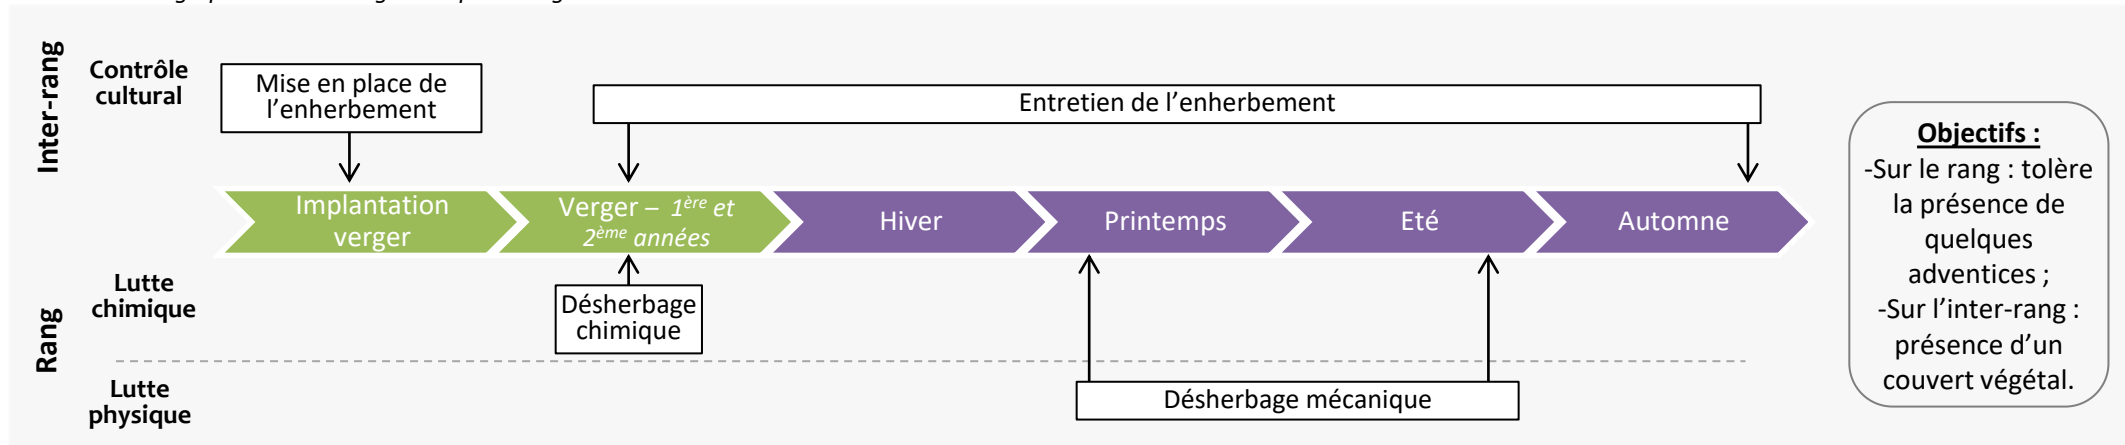 Inter-rang
Contrôle
cultural
Mise en place de
l'enherbement
Entretien de l'enherbement
Implantation
verger
Verger – 1ère et
2ème années
Hiver
Printemps
Eté
Automne
Rang
Lutte
chimique
Désherbage
chimique
Lutte
physique
Désherbage mécanique
Objectifs :
-Sur le rang : tolère
la présence de
quelques
adventices ;
-Sur l'inter-rang :
présence d'un
couvert végétal.